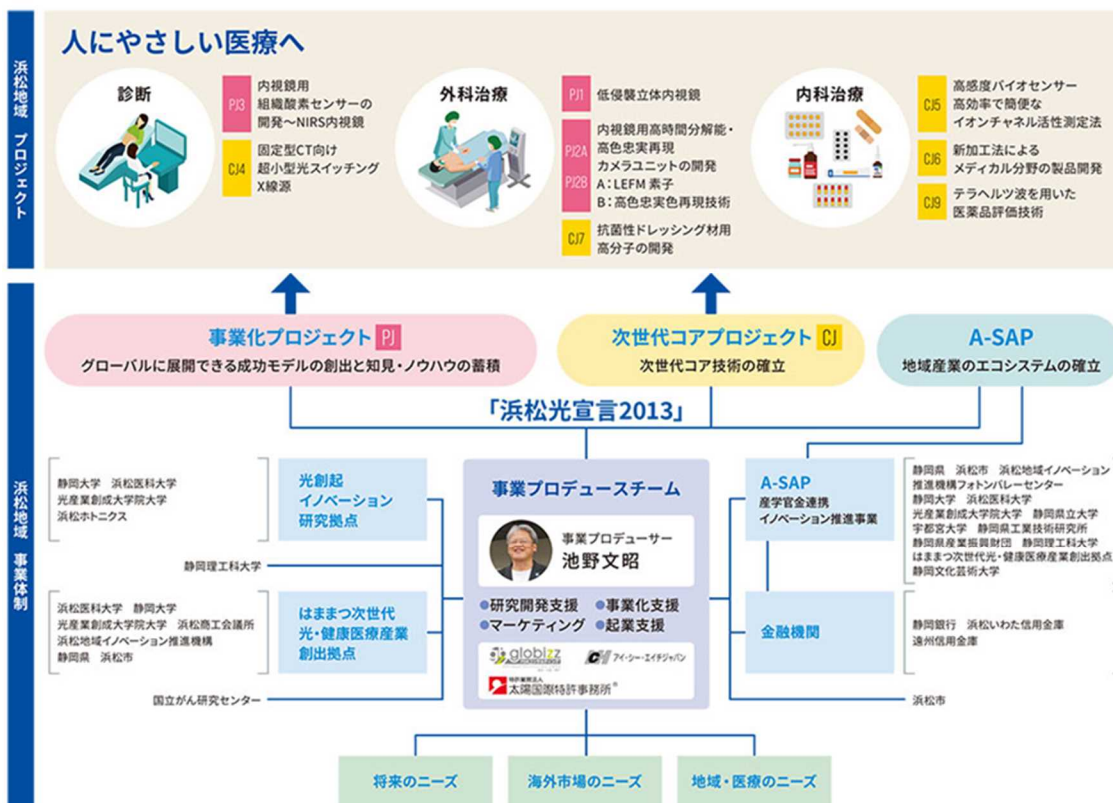 浜松地域 プロジェクト
人にやさしい医療へ
診断
PJ3
内視鏡用
組織酸素センサーの
開発〜NIRS内視鏡
CJ4
固定型CT向け
超小型光スイッチング
X線源
外科治療
PJ1
低侵襲立体内視鏡
PJ2A
PJ2B
内視鏡用高時間分解能・
高色忠実再現
カメラユニットの開発
A：LEFM 素子
B：高色忠実色再現技術
CJ7
抗菌性ドレッシング材用
高分子の開発
内科治療
CJ5
高感度バイオセンサー
高効率で簡便な
イオンチャネル活性測定法
CJ6
新加工法による
メディカル分野の製品開発
CJ9
テラヘルツ波を用いた
医薬品評価技術
浜松地域 事業体制
事業化プロジェクト PJ
グローバルに展開できる成功モデルの創出と知見・ノウハウの蓄積
次世代コアプロジェクト CJ
次世代コア技術の確立
A-SAP
地域産業のエコシステムの確立
「浜松光宣言2013」
静岡大学 浜松医科大学
光産業創成大学院大学
浜松ホトニクス
光創起
イノベーション
研究拠点
静岡理工科大学
浜松医科大学 静岡大学
光産業創成大学院大学 浜松商工会議所
浜松地域イノベーション推進機構
静岡県 浜松市
はままつ次世代
光・健康医療産業
創出拠点
国立がん研究センター
事業プロデュースチーム
事業プロデューサー
池野文昭
●研究開発支援 ●事業化支援
●マーケティング ●起業支援
globizz
アイ・シー・エイチジャパン
特許業務法人
太陽国際特許事務所®
A-SAP
産学官金連携
イノベーション推進事業
静岡県 浜松市 浜松地域イノベーション
推進機構フォトンバレーセンター
静岡大学 浜松医科大学
光産業創成大学院大学 静岡県立大学
宇都宮大学 静岡県工業技術研究所
静岡県産業振興財団 静岡理工科大学
はままつ次世代光・健康医療産業創出拠点
静岡文化芸術大学
金融機関
静岡銀行 浜松いわた信用金庫
遠州信用金庫
浜松市
将来のニーズ
海外市場のニーズ
地域・医療のニーズ